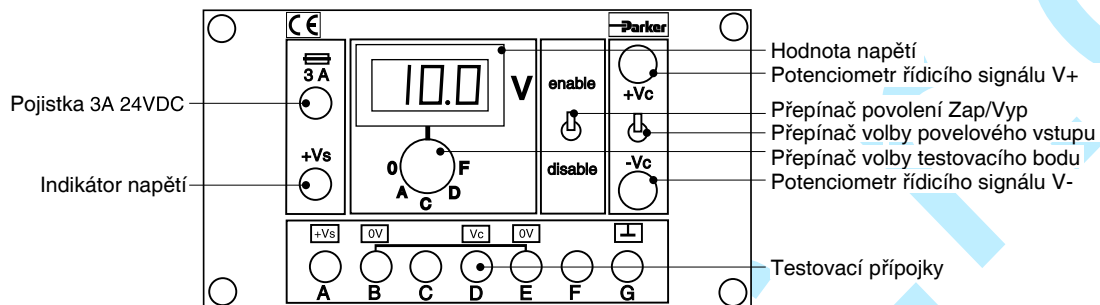 CE
Parker
3 A
10.0
V
enable
+Vc
+Vs
0
F
A
D
C
disable
-Vc
+Vs
0V
Vc
0V
A
B
C
D
E
F
G
Pojistka 3A 24VDC
Indikátor napětí
Hodnota napětí
Potenciometr řídicího signálu V+
Přepínač povolení Zap/Vyp
Přepínač volby povelového vstupu
Přepínač volby testovacího bodu
Potenciometr řídicího signálu V-
Testovací přípojky